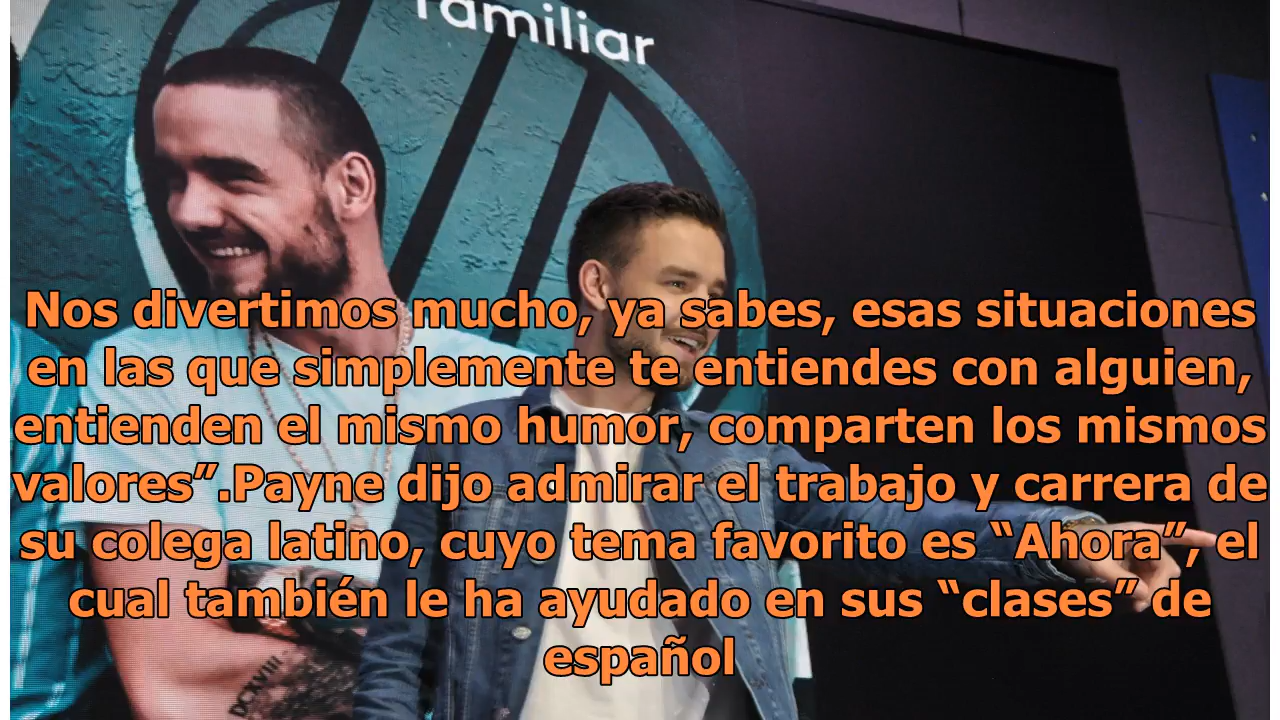 familiar
Nos divertimos mucho, ya sabes, esas situaciones
en las que simplemente te entiendes con alguien,
entienden el mismo humor, comparten los mismos
valores”.Payne dijo admirar el trabajo y carrera de
su colega latino, cuyo tema favorito es “Ahora”, el
cual también le ha ayudado en sus “clases” de
español
DCXVIII